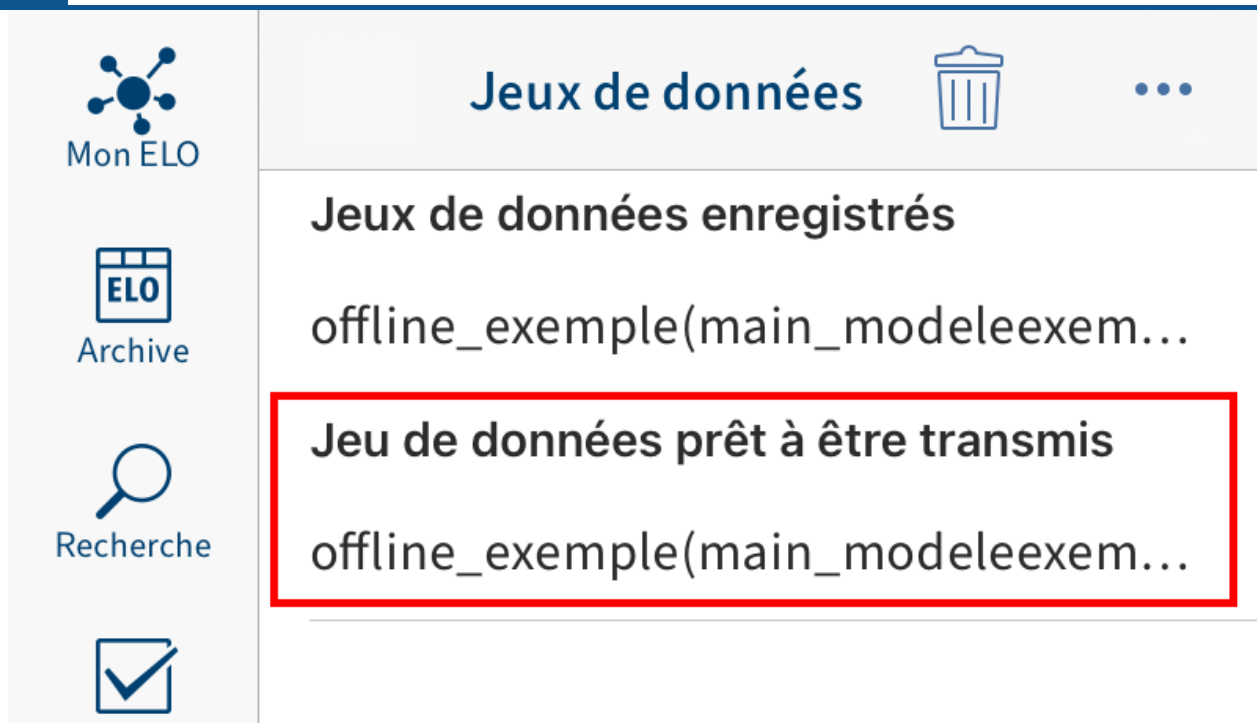 Jeux de données
•••
Mon ELO
Jeux de données enregistrés
ELO
Archive
offline_exemple(main_modeleexem...
Jeu de données prêt à être transmis
Recherche
offline_exemple(main_modeleexem...